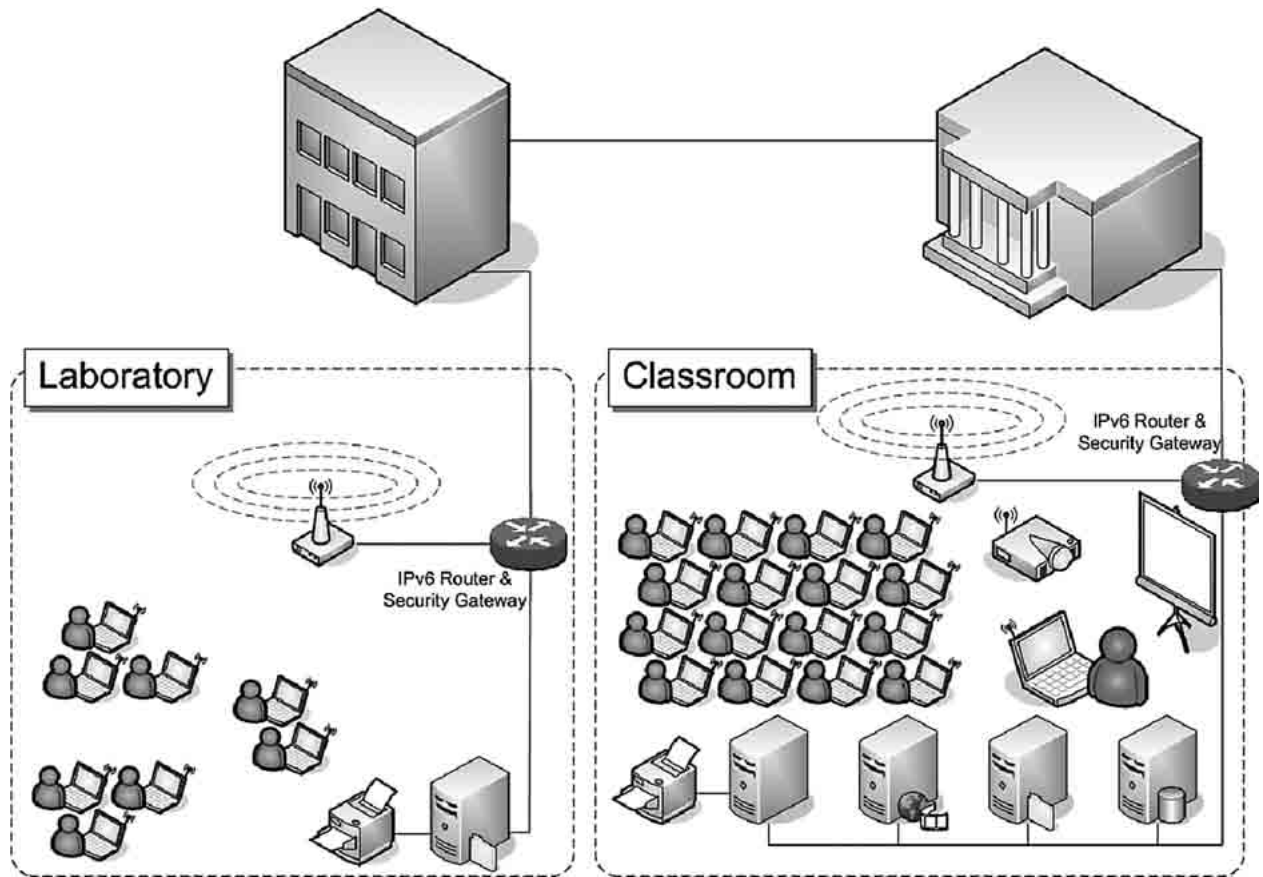 Laboratory
Classroom
IPv6 Router &
Security Gateway
IPv6 Router &
Security Gateway